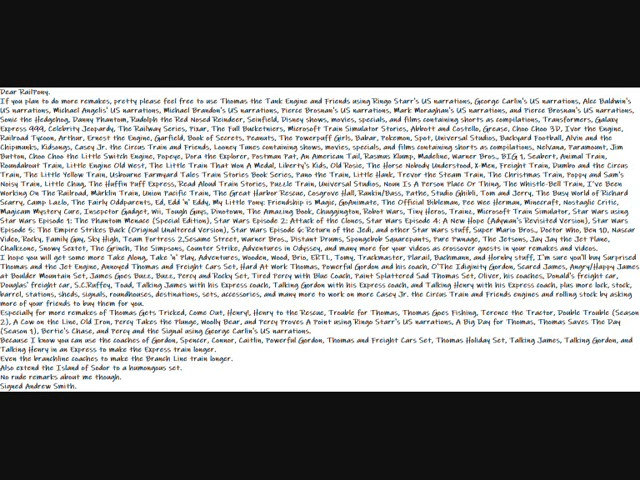 Dear RailPony,
If you plan to do more remakes, pretty please feel free to use Thomas the Tank Engine and Friends using Ringo Starr's US narrations, George Carlin's US narrations, Alec Baldwin's
US narrations, Michael Angelis' US narrations, Michael Brandon's US narrations, Pierce Brosnan's US narrations, Mark Moraghan's US narrations, and Pierce Brosnan's US narrations,
Sonic the Hedgehog, Danny Phantom, Rudolph the Red Nosed Reindeer, Seinfield, Disney shows, movies, specials, and films containing shorts as compilations, Transformers, Galaxy
Express 999, Celebrity Jeopardy, The Railway Series, Pixar, The Full Bucketniers, Microsoft Train Simulator Stories, Abbott and Costello, Grease, Choo Choo 3D, Ivor the Engine,
Railroad Tycoon, Arthur, Ernest the Engine, Garfield, Book of Secrets, Peanuts, The Powerpuff Girls, Babar, Pokemon, Spot, Universal Studios, Backyard Football, Alvin and the
Chipmunks, Kidsongs, Casey Jr. the Circus Train and Friends, Looney Tunes containing shows, movies, specials, and films containing shorts as compilations, Nelvana, Paramount, Jim
Button, Choo Choo the Little Switch Engine, Popeye, Dora the Explorer, Postman Pat, An American Tail, Rasmus Klump, Madeline, Warner Bros., BIG 1, Seabert, Animal Train,
Roundabout Train, Little Engine Old West, The Little Train That Won A Medal, Liberty's Kids, Old Rosie, The Horse Nobody Understood, X-Men, Freight Train, Dumbo and the Circus
Train, The Little Yellow Train, Usbourne Farmyard Tales Train Stories Book Series, Pano the Train, Little Hank, Trevor the Steam Train, The Christmas Train, Poppy and Sam's
Noisy Train, Little Chug, The Huffin Puff Express, Read Aloud Train Stories, Puzzle Train, Universal Studios, Noun Is A Person Place Or Thing, The Whistle-Bell Train, I've Been
Working On The Railroad, Märklin Train, Union Pacific Train, The Great Harbor Rescue, Cosgrove Hall, Rankin/Bass, Pathe, Studio Ghibli, Tom and Jerry, The Busy World of Richard
Scarry, Camp Lazlo, The Fairly Oddparents, Ed, Edd 'n' Eddy, My Little Pony: Friendship is Magic, GoAnimate, The Official Bibleman, Pee Wee Herman, Minecraft, Nostaglic Critic,
Magicam Mystery Cure, Insepctor Gadget, Wii, Tough Guys, Dinotown, The Amazing Book, Chuggington, Robot Wars, Tiny Heros, Trainz, Microsoft Train Simulator, Star Wars using
Star Wars Episode 1: The Phantom Menace (Special Edition), Star Wars Episode 2: Attack of the Clones, Star Wars Episode 4: A New Hope (Adywan's Revisited Version), Star Wars
Episode 5: The Empire Strikes Back (Original Unaltered Version), Star Wars Episode 6: Return of the Jedi, and other Star Wars stuff, Super Mario Bros., Doctor Who, Ben 10, Nascar
Video, Rocky, Family Guy, Sky High, Team Fortress 2,Sesame Street, Warner Bros., Distant Drums, Spongebob Squarepants, Pure Pwnage, The Jetsons, Jay Jay the Jet Plane,
Chalkzone, Snowy Sextet, The Grinch, The Simpsons, Counter Strike, Adventures in Odyssey, and many more for your videos as crossover guests in your remakes and videos.
I hope you will get some more Take Along, Take 'n' Play, Adventures, Wooden, Wood, Brio, ERTL, Tomy, Trackmaster, Plarail, Bachmann, and Hornby stuff, I'm sure you'll buy Surprised
Thomas and the Jet Engine, Annoyed Thomas and Freight Cars Set, Hard At Work Thomas, Powerful Gordon and his coach, O'The Indignity Gordon, Scared James, Angry/Happy James
at Boulder Mountain Set, James Goes Buzz, Buzz, Percy and Rocky Set, Tired Percy with Blue Coach, Paint Splattered Sad Thomas Set, Oliver, his coaches, Donald's freight car,
Douglas' freight car, S.C.Ruffey, Toad, Talking James with his Express coach, Talking Gordon with his Express coach, and Talking Henry with his Express coach, plus more lock, stock,
barrel, stations, sheds, signals, roundhouses, destinations, sets, accessories, and many more to work on more Casey Jr. the Circus Train and Friends engines and rolling stock by asking
more of your friends to buy them for you.
Especially for more remakes of Thomas Gets Tricked, Come Out, Henry!, Henry to the Rescue, Trouble for Thomas, Thomas Goes Fishing, Terence the Tractor, Double Trouble (Season
2), A Cow on the Line, Old Iron, Percy Takes the Plunge, Woolly Bear, and Percy Proves A Point using Ringo Starr's US narrations, A Big Day for Thomas, Thomas Saves The Day
(Season 1), Bertie's Chase, and Percy and the Signal using George Carlin's US narrations.
Because I know you can use the coaches of Gordon, Spencer, Connor, Caitlin, Powerful Gordon, Thomas and Freight Cars Set, Thomas Holiday Set, Talking James, Talking Gordon, and
Talking Henry in an Express to make the Express train longer.
Even the branchline coaches to make the Branch Line train longer.
Also extend the Island of Sodor to a humongous set.
No rude remarks about me though.
Signed Andrew Smith.